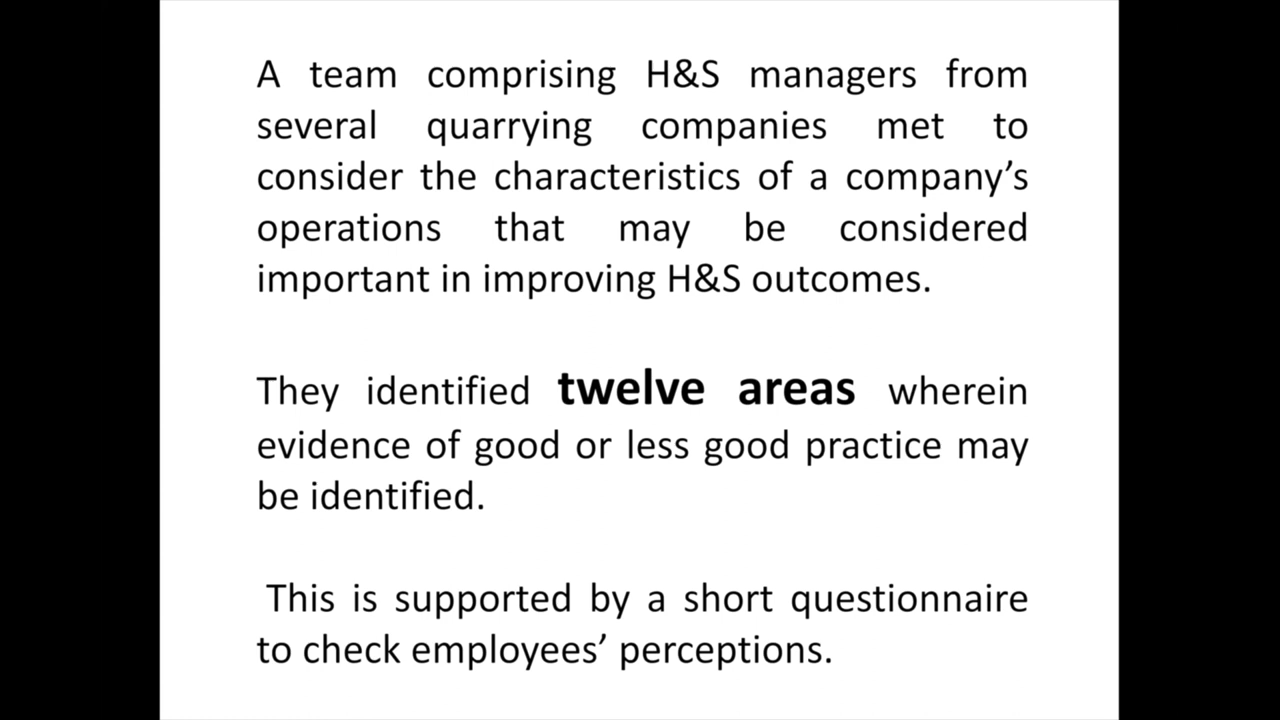 A team comprising H&S managers from
several quarrying companies met to
consider the characteristics of a company’s
operations that may be considered
important in improving H&S outcomes.
They identified twelve areas wherein
evidence of good or less good practice may
be identified.
This is supported by a short questionnaire
to check employees’ perceptions.